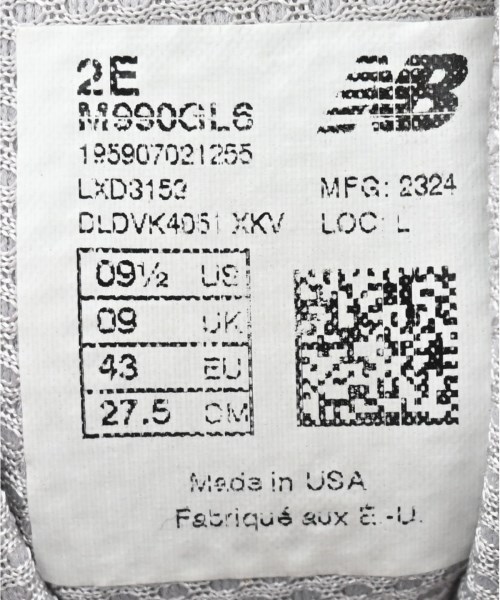 2E
NB
M990GL6
195907021255
LXD3153 MFG: 2324
DLDVK4051 XKV LOC: L
09½ US
09 UK
43 EU
27.5 CM
Made in USA
Fabriqué aux É.-U.